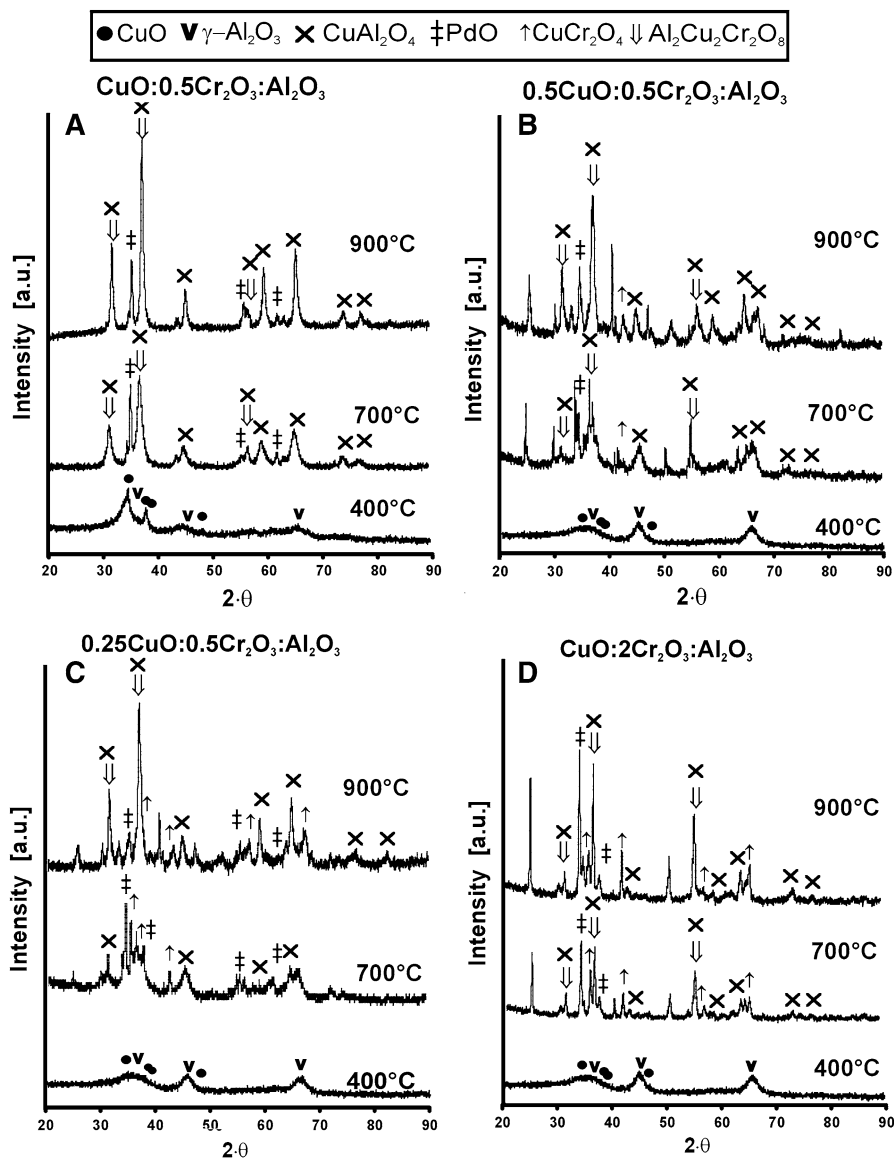 ● CuO ∨ γ–Al₂O₃ × CuAl₂O₄ ‡ PdO ↑ CuCr₂O₄ ⇓ Al₂Cu₂Cr₂O₈
CuO:0.5Cr₂O₃:Al₂O₃
A
900°C
700°C
400°C
Intensity [a.u.]
20 30 40 50 60 70 80 90
2·θ
0.5CuO:0.5Cr₂O₃:Al₂O₃
B
900°C
700°C
400°C
Intensity [a.u.]
20 30 40 50 60 70 80 90
2·θ
0.25CuO:0.5Cr₂O₃:Al₂O₃
C
900°C
700°C
400°C
Intensity [a.u.]
20 30 40 50 60 70 80 90
2·θ
CuO:2Cr₂O₃:Al₂O₃
D
900°C
700°C
400°C
Intensity [a.u.]
20 30 40 50 60 70 80 90
2·θ